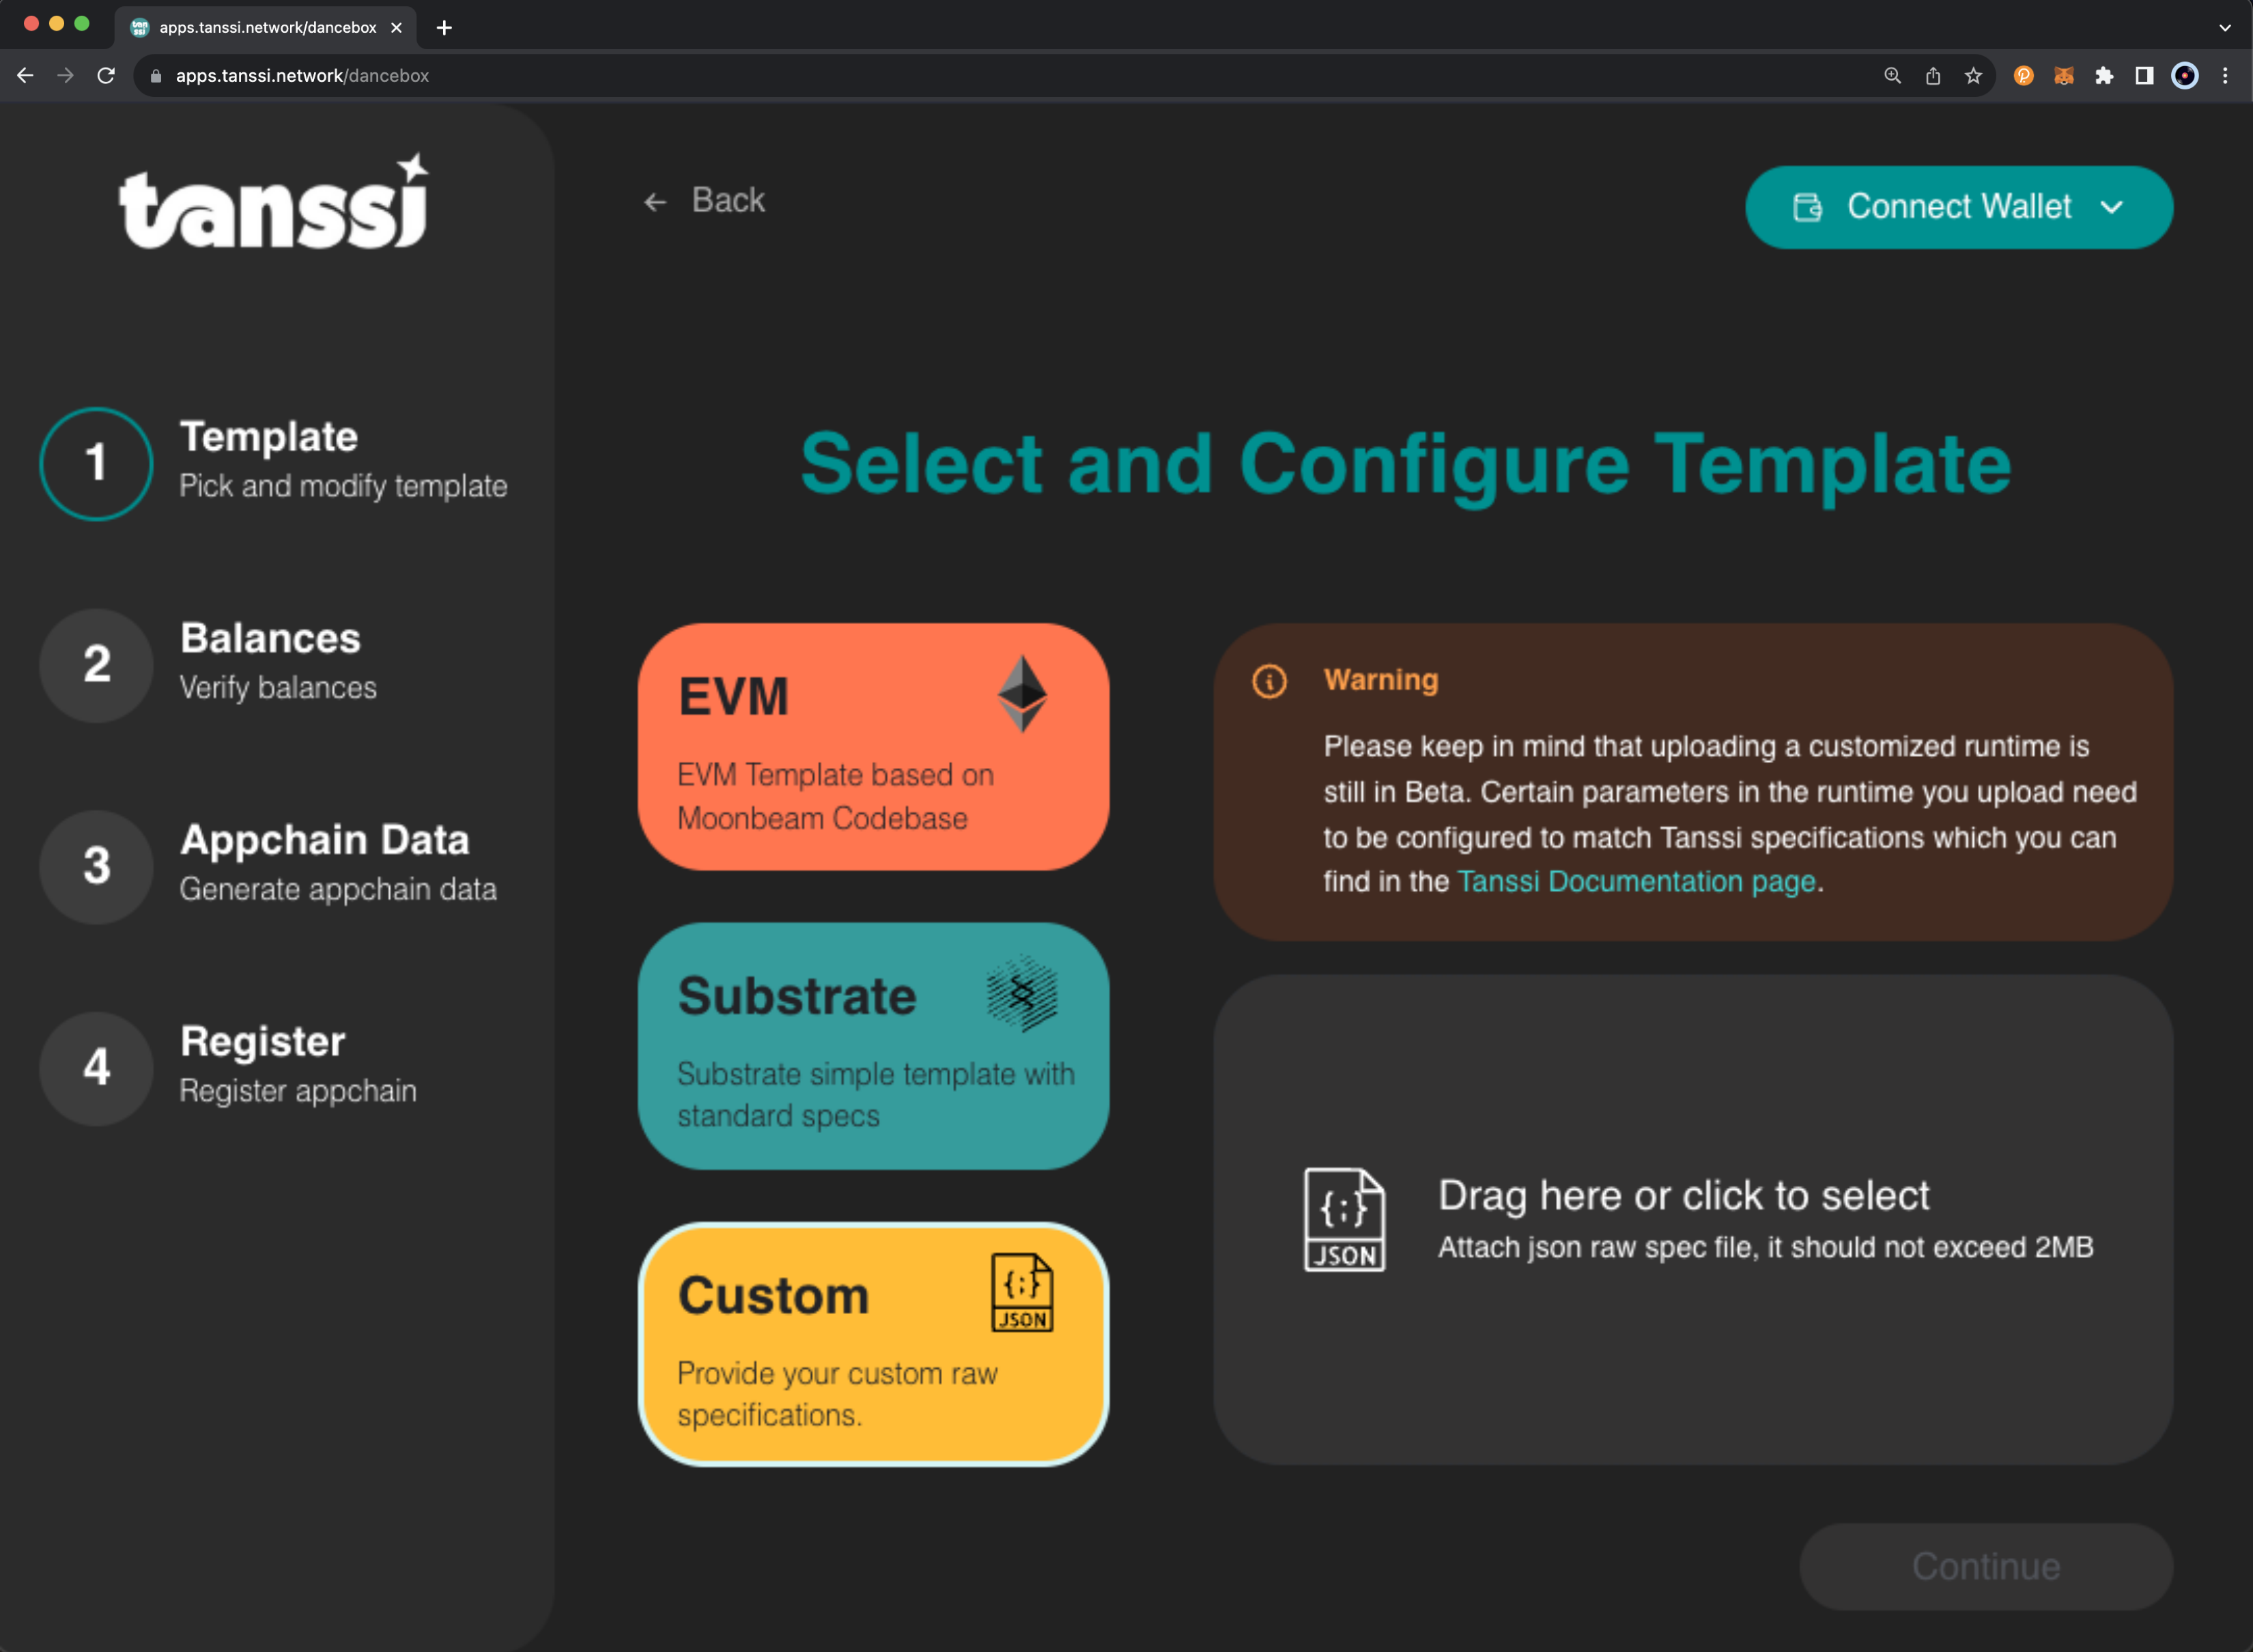 apps.tanssi.network/dancebox
apps.tanssi.network/dancebox
tanssi
Back
Connect Wallet
1
Template
Pick and modify template
2
Balances
Verify balances
3
Appchain Data
Generate appchain data
4
Register
Register appchain
Select and Configure Template
EVM
EVM Template based on
Moonbeam Codebase
Substrate
Substrate simple template with
standard specs
Custom
JSON
Provide your custom raw
specifications.
Warning
Please keep in mind that uploading a customized runtime is
still in Beta. Certain parameters in the runtime you upload need
to be configured to match Tanssi specifications which you can
find in the Tanssi Documentation page.
JSON
Drag here or click to select
Attach json raw spec file, it should not exceed 2MB
Continue